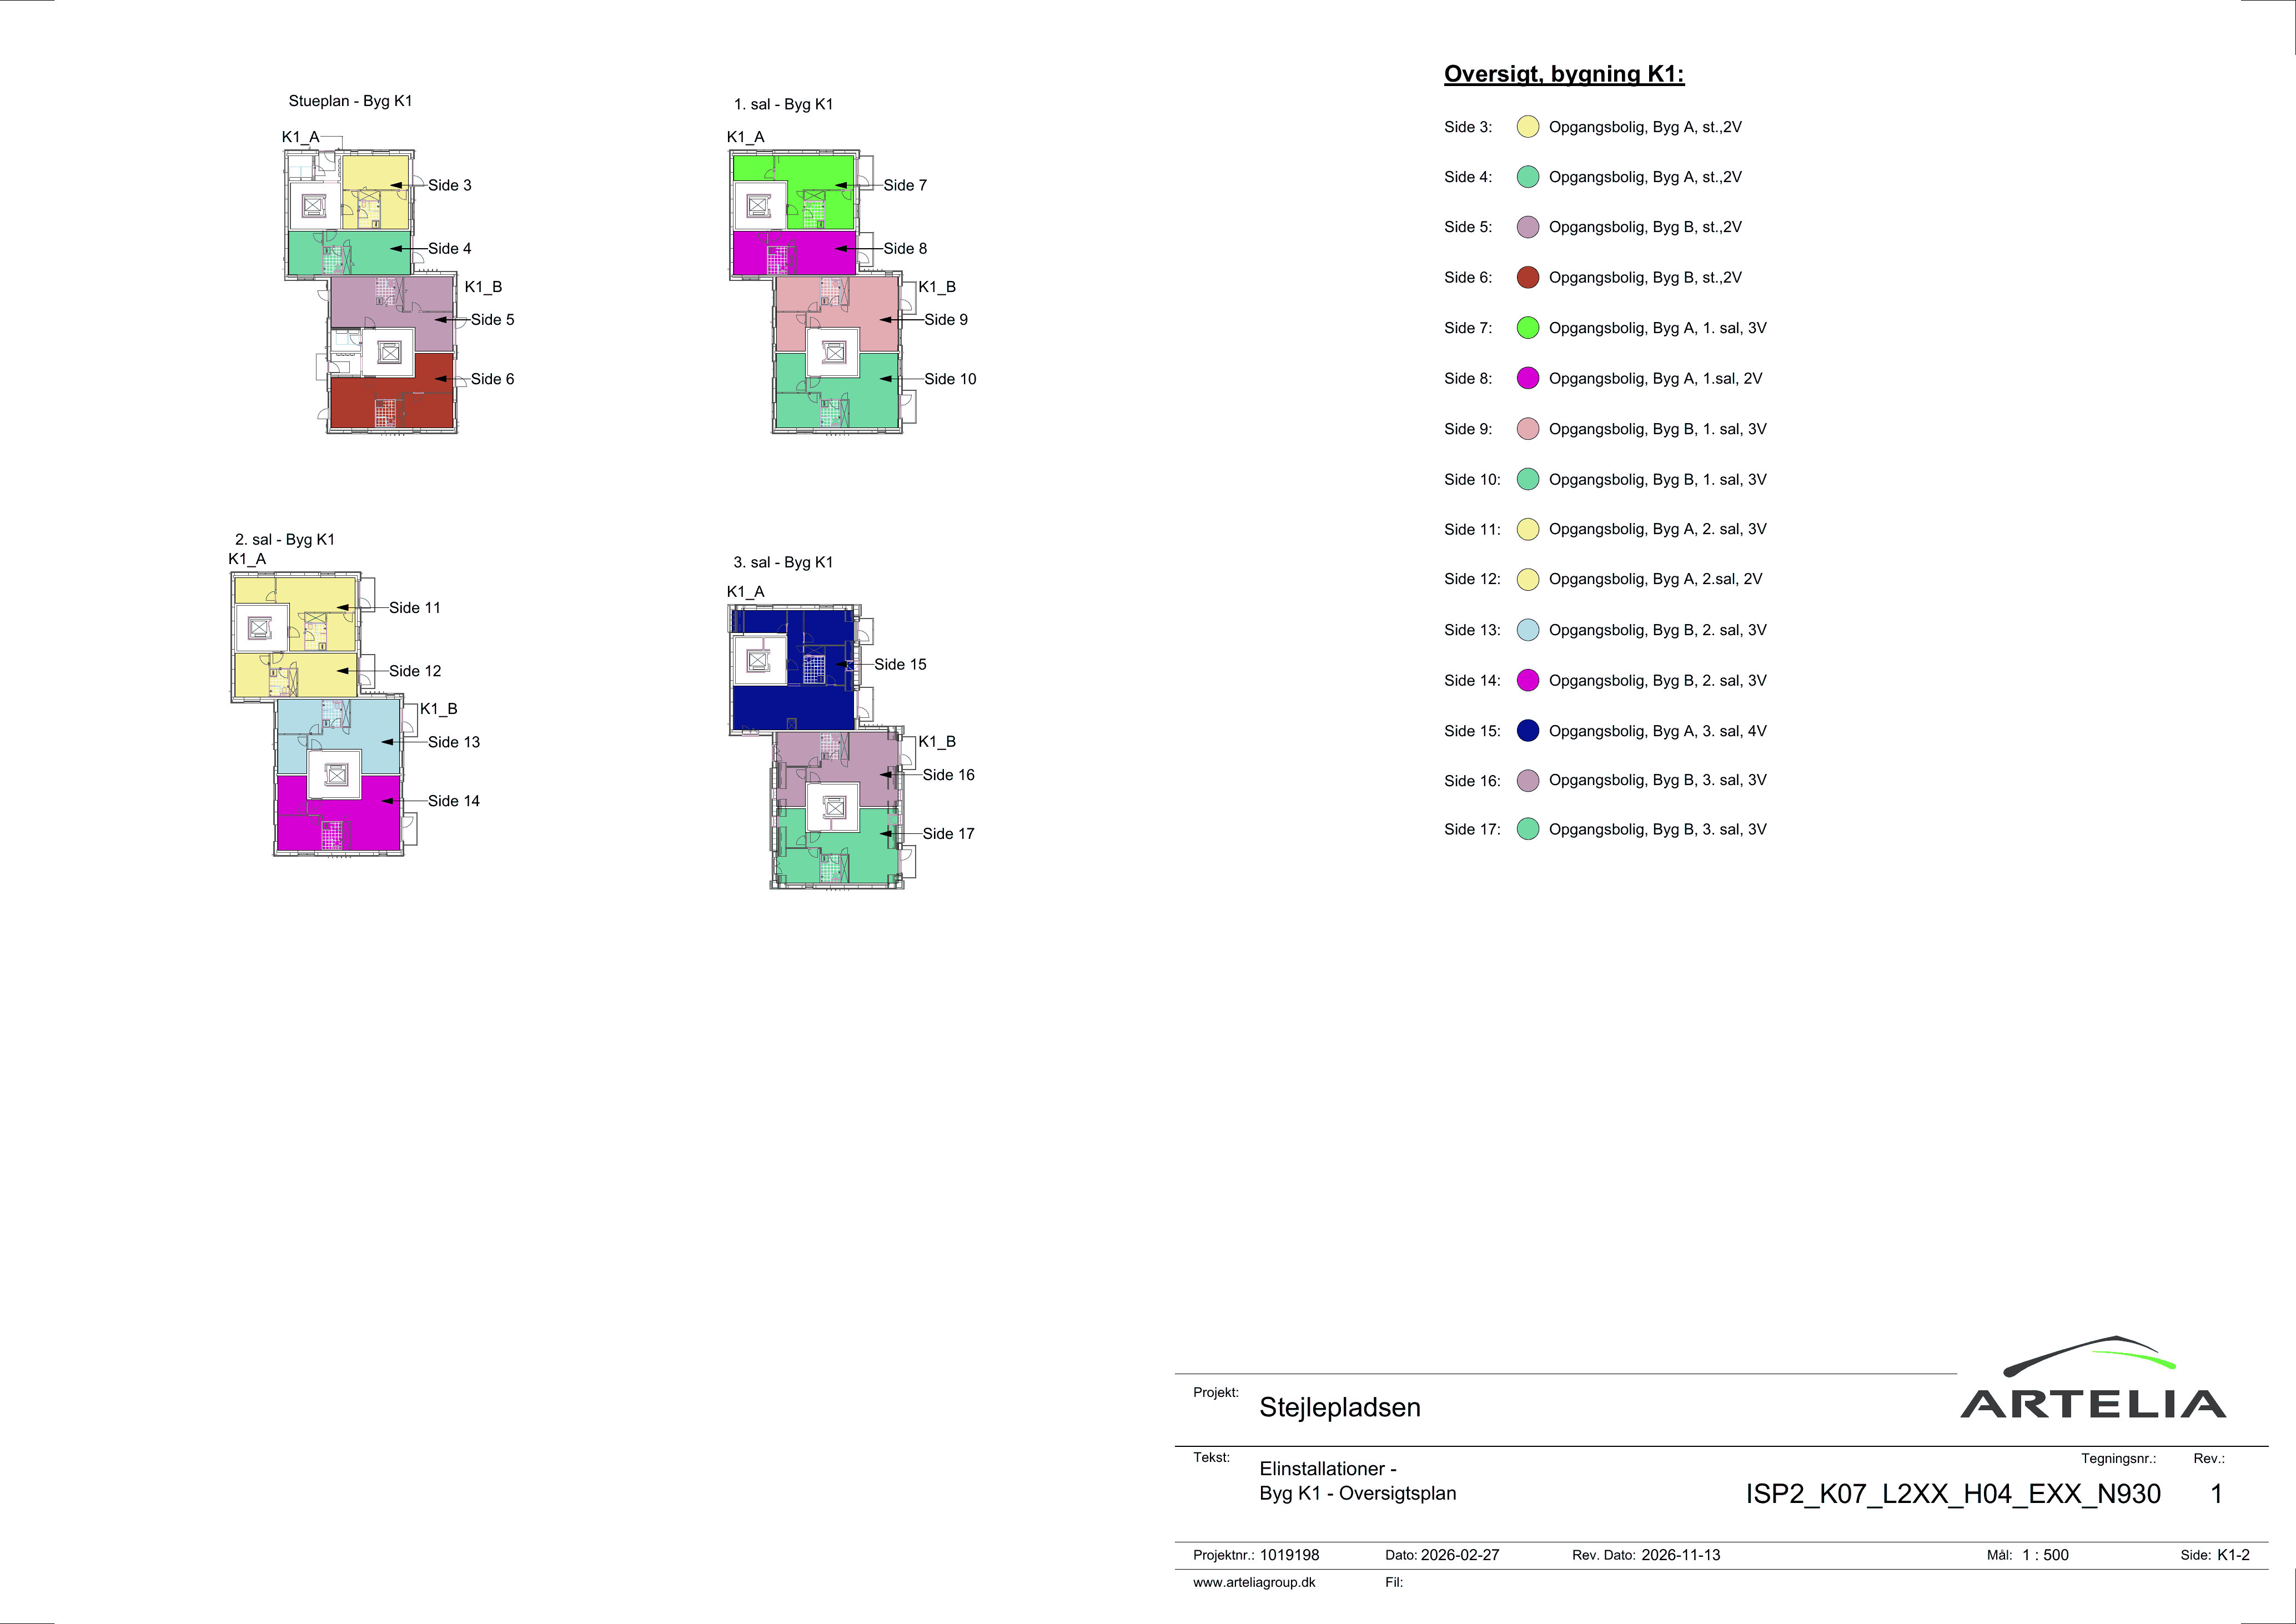 Stueplan - Byg K1
K1_A
Side 3
Side 4
K1_B
Side 5
Side 6
1. sal - Byg K1
K1_A
Side 7
Side 8
K1_B
Side 9
Side 10
2. sal - Byg K1
K1_A
Side 11
Side 12
K1_B
Side 13
Side 14
3. sal - Byg K1
K1_A
Side 15
K1_B
Side 16
Side 17
Oversigt, bygning K1:
Side 3: Opgangsbolig, Byg A, st.,2V
Side 4: Opgangsbolig, Byg A, st.,2V
Side 5: Opgangsbolig, Byg B, st.,2V
Side 6: Opgangsbolig, Byg B, st.,2V
Side 7: Opgangsbolig, Byg A, 1. sal, 3V
Side 8: Opgangsbolig, Byg A, 1.sal, 2V
Side 9: Opgangsbolig, Byg B, 1. sal, 3V
Side 10: Opgangsbolig, Byg B, 1. sal, 3V
Side 11: Opgangsbolig, Byg A, 2. sal, 3V
Side 12: Opgangsbolig, Byg A, 2.sal, 2V
Side 13: Opgangsbolig, Byg B, 2. sal, 3V
Side 14: Opgangsbolig, Byg B, 2. sal, 3V
Side 15: Opgangsbolig, Byg A, 3. sal, 4V
Side 16: Opgangsbolig, Byg B, 3. sal, 3V
Side 17: Opgangsbolig, Byg B, 3. sal, 3V
ARTELIA
Projekt: Stejlepladsen
Tekst: Elinstallationer -
Byg K1 - Oversigtsplan
Tegningsnr.: Rev.:
ISP2_K07_L2XX_H04_EXX_N930 1
Projektnr.: 1019198 Dato: 2026-02-27 Rev. Dato: 2026-11-13 Mål: 1 : 500 Side: K1-2
www.arteliagroup.dk Fil: